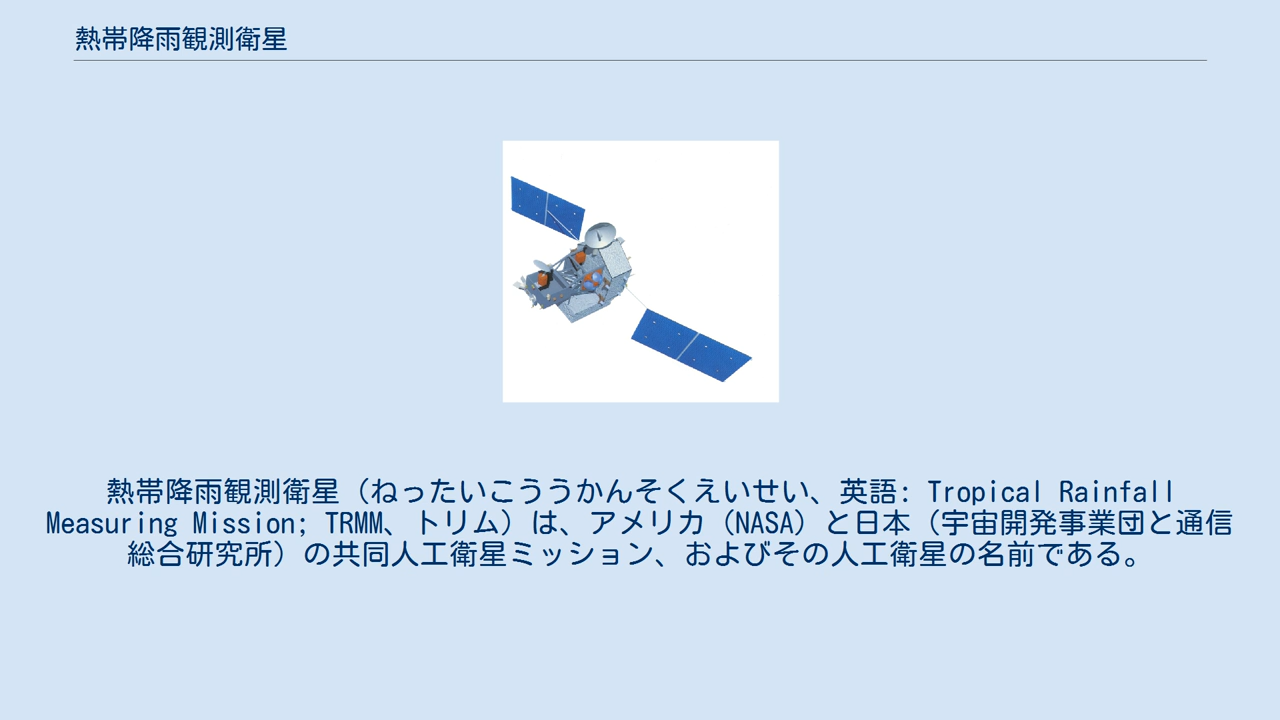 熱帯降雨観測衛星
熱帯降雨観測衛星（ねったいこううかんそくえいせい、英語: Tropical Rainfall
Measuring Mission; TRMM、トリム）は、アメリカ（NASA）と日本（宇宙開発事業団と通信
総合研究所）の共同人工衛星ミッション、およびその人工衛星の名前である。